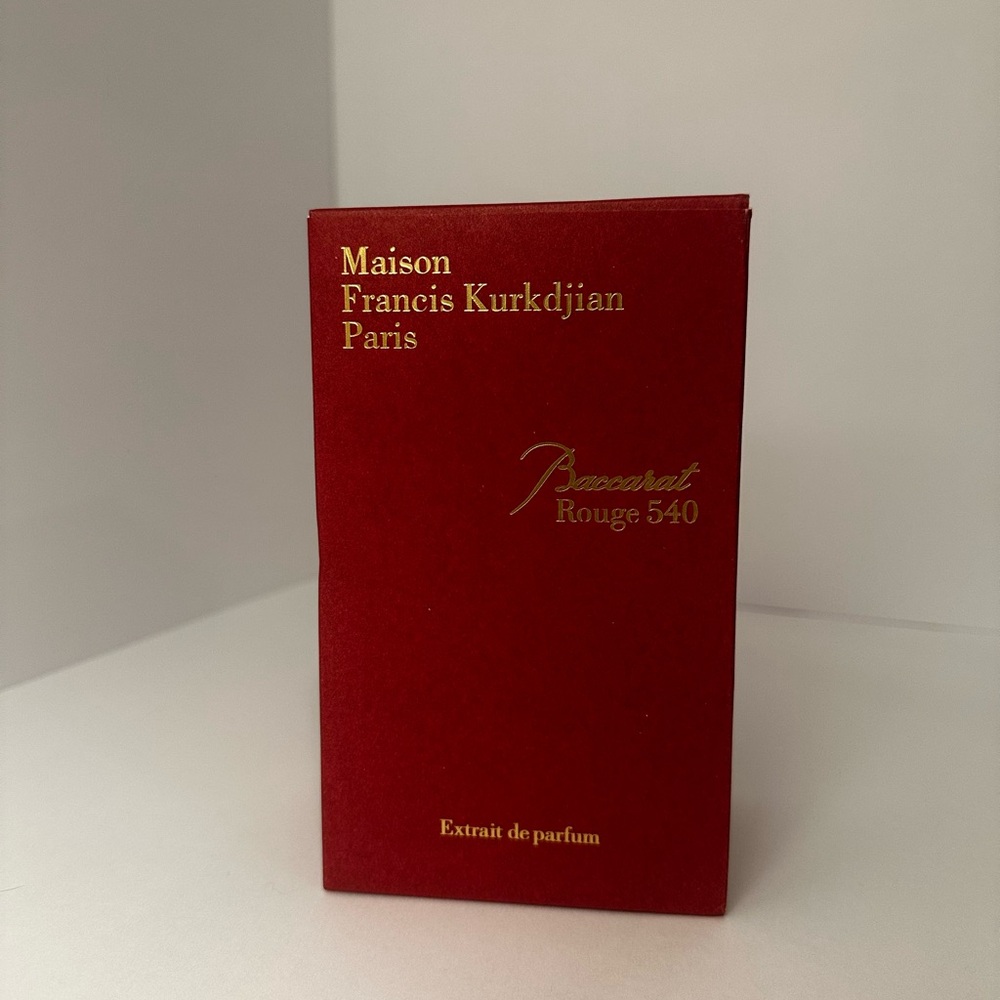 Maison
Francis Kurkdjian
Paris
Baccarat
Rouge 540
Extrait de parfum